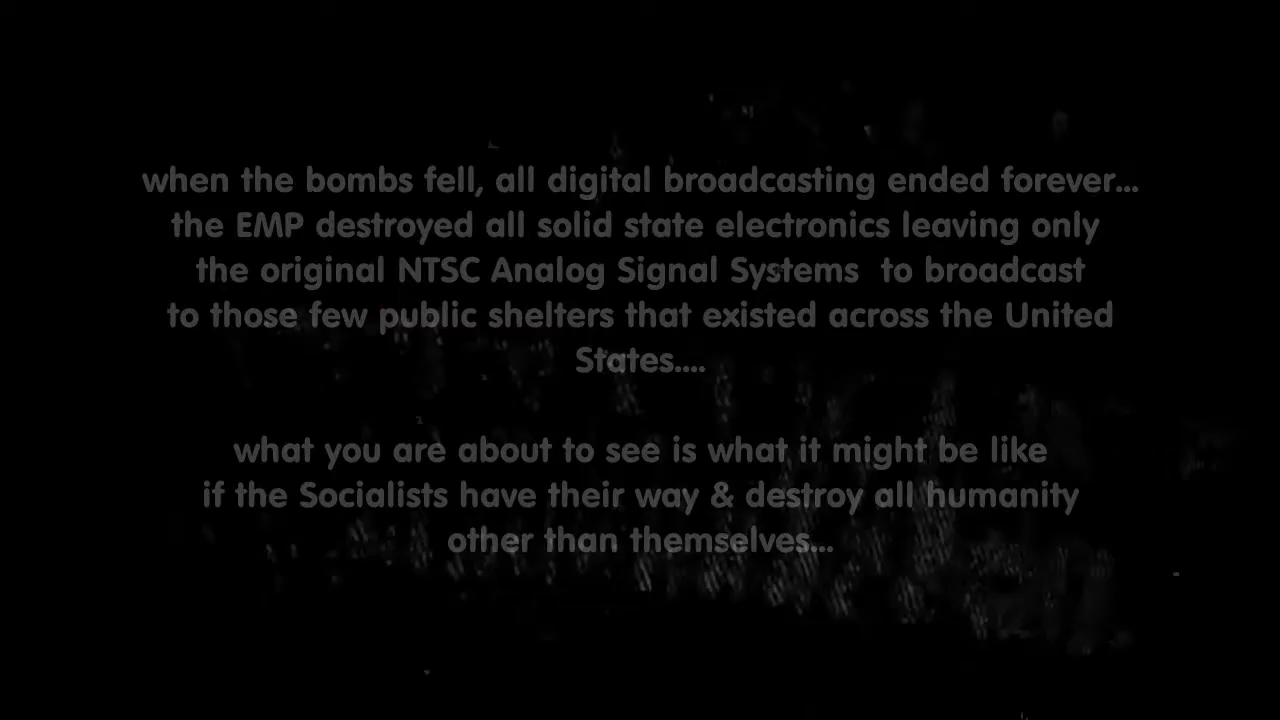 when the bombs fell, all digital broadcasting ended forever...
the EMP destroyed all solid state electronics leaving only
the original NTSC Analog Signal Systems  to broadcast
to those few public shelters that existed across the United
States....
what you are about to see is what it might be like
if the Socialists have their way & destroy all humanity
other than themselves...